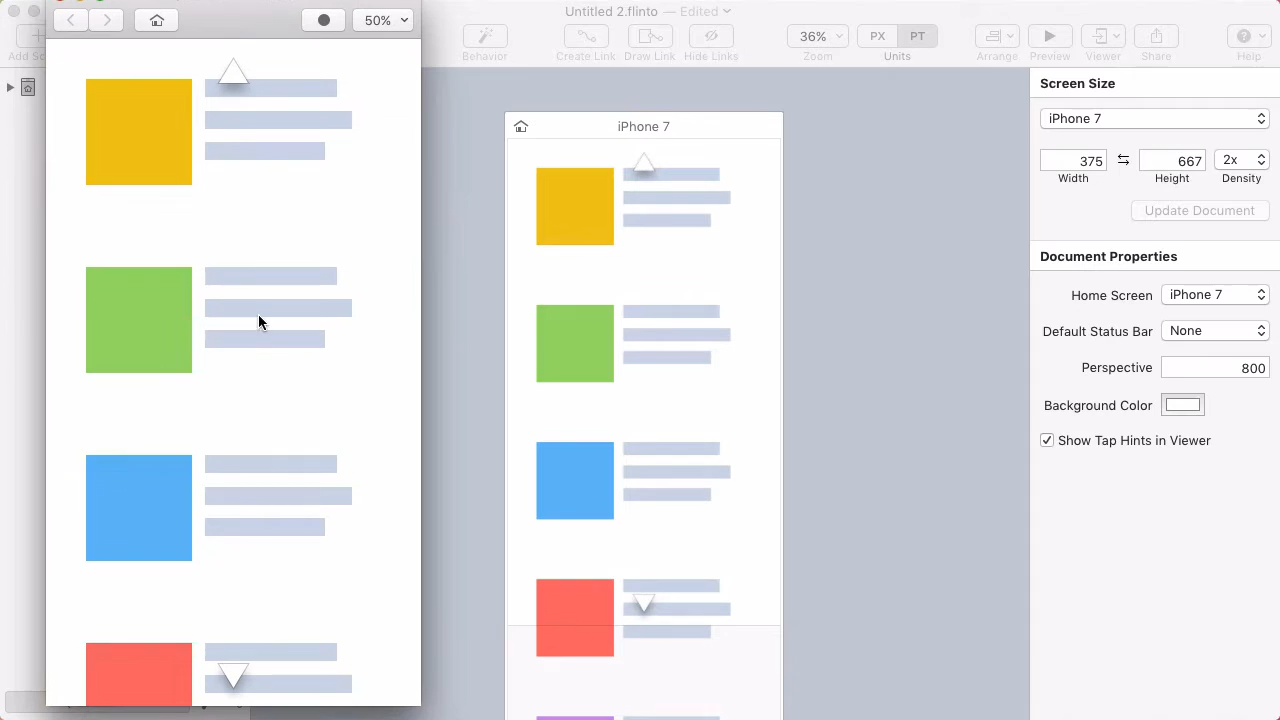 Untitled 2.flinto — Edited
50%
Add Sc
Behavior
Create Link
Draw Link
Hide Links
36%
Zoom
PX
PT
Units
Arrange
Preview
Viewer
Share
Help
iPhone 7
Screen Size
iPhone 7
375
667
2x
Width
Height
Density
Update Document
Document Properties
Home Screen
iPhone 7
Default Status Bar
None
Perspective
800
Background Color
Show Tap Hints in Viewer